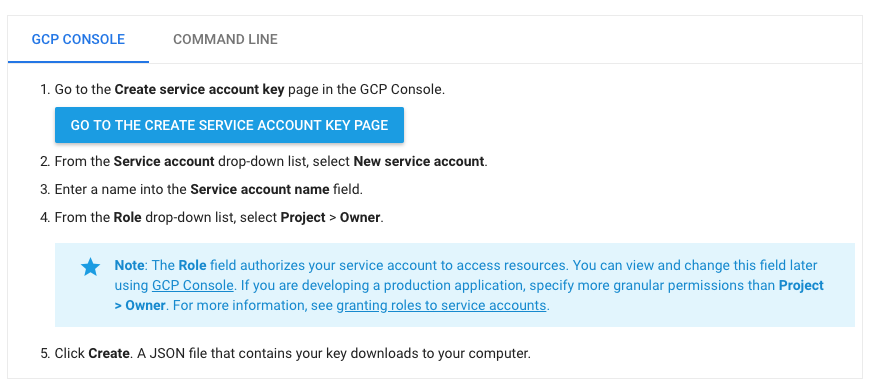 GCP CONSOLE
COMMAND LINE
1. Go to the Create service account key page in the GCP Console.
GO TO THE CREATE SERVICE ACCOUNT KEY PAGE
2. From the Service account drop-down list, select New service account.
3. Enter a name into the Service account name field.
4. From the Role drop-down list, select Project > Owner.
Note: The Role field authorizes your service account to access resources. You can view and change this field later
using GCP Console. If you are developing a production application, specify more granular permissions than Project
> Owner. For more information, see granting roles to service accounts.
5. Click Create. A JSON file that contains your key downloads to your computer.